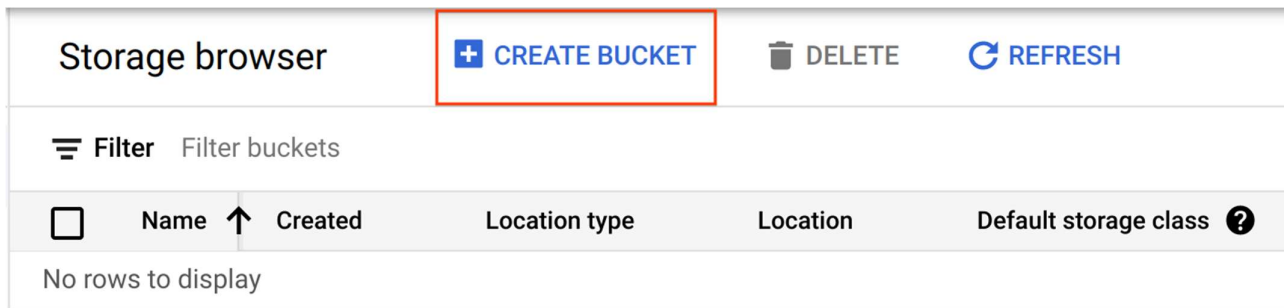 Storage browser CREATE BUCKET DELETE REFRESH
Filter Filter buckets
Name Created Location type Location Default storage class
No rows to display